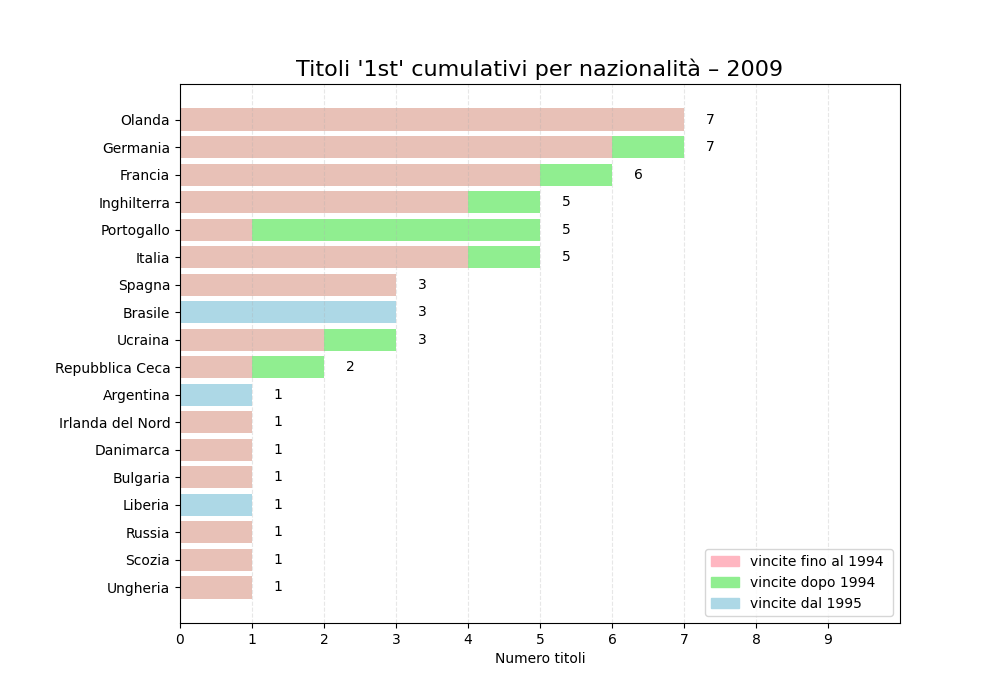 Titoli '1st' cumulativi per nazionalità – 2009
Olanda 7
Germania 7
Francia 6
Inghilterra 5
Portogallo 5
Italia 5
Spagna 3
Brasile 3
Ucraina 3
Repubblica Ceca 2
Argentina 1
Irlanda del Nord 1
Danimarca 1
Bulgaria 1
Liberia 1
Russia 1
Scozia 1
Ungheria 1
vincite fino al 1994
vincite dopo 1994
vincite dal 1995
0 1 2 3 4 5 6 7 8 9
Numero titoli